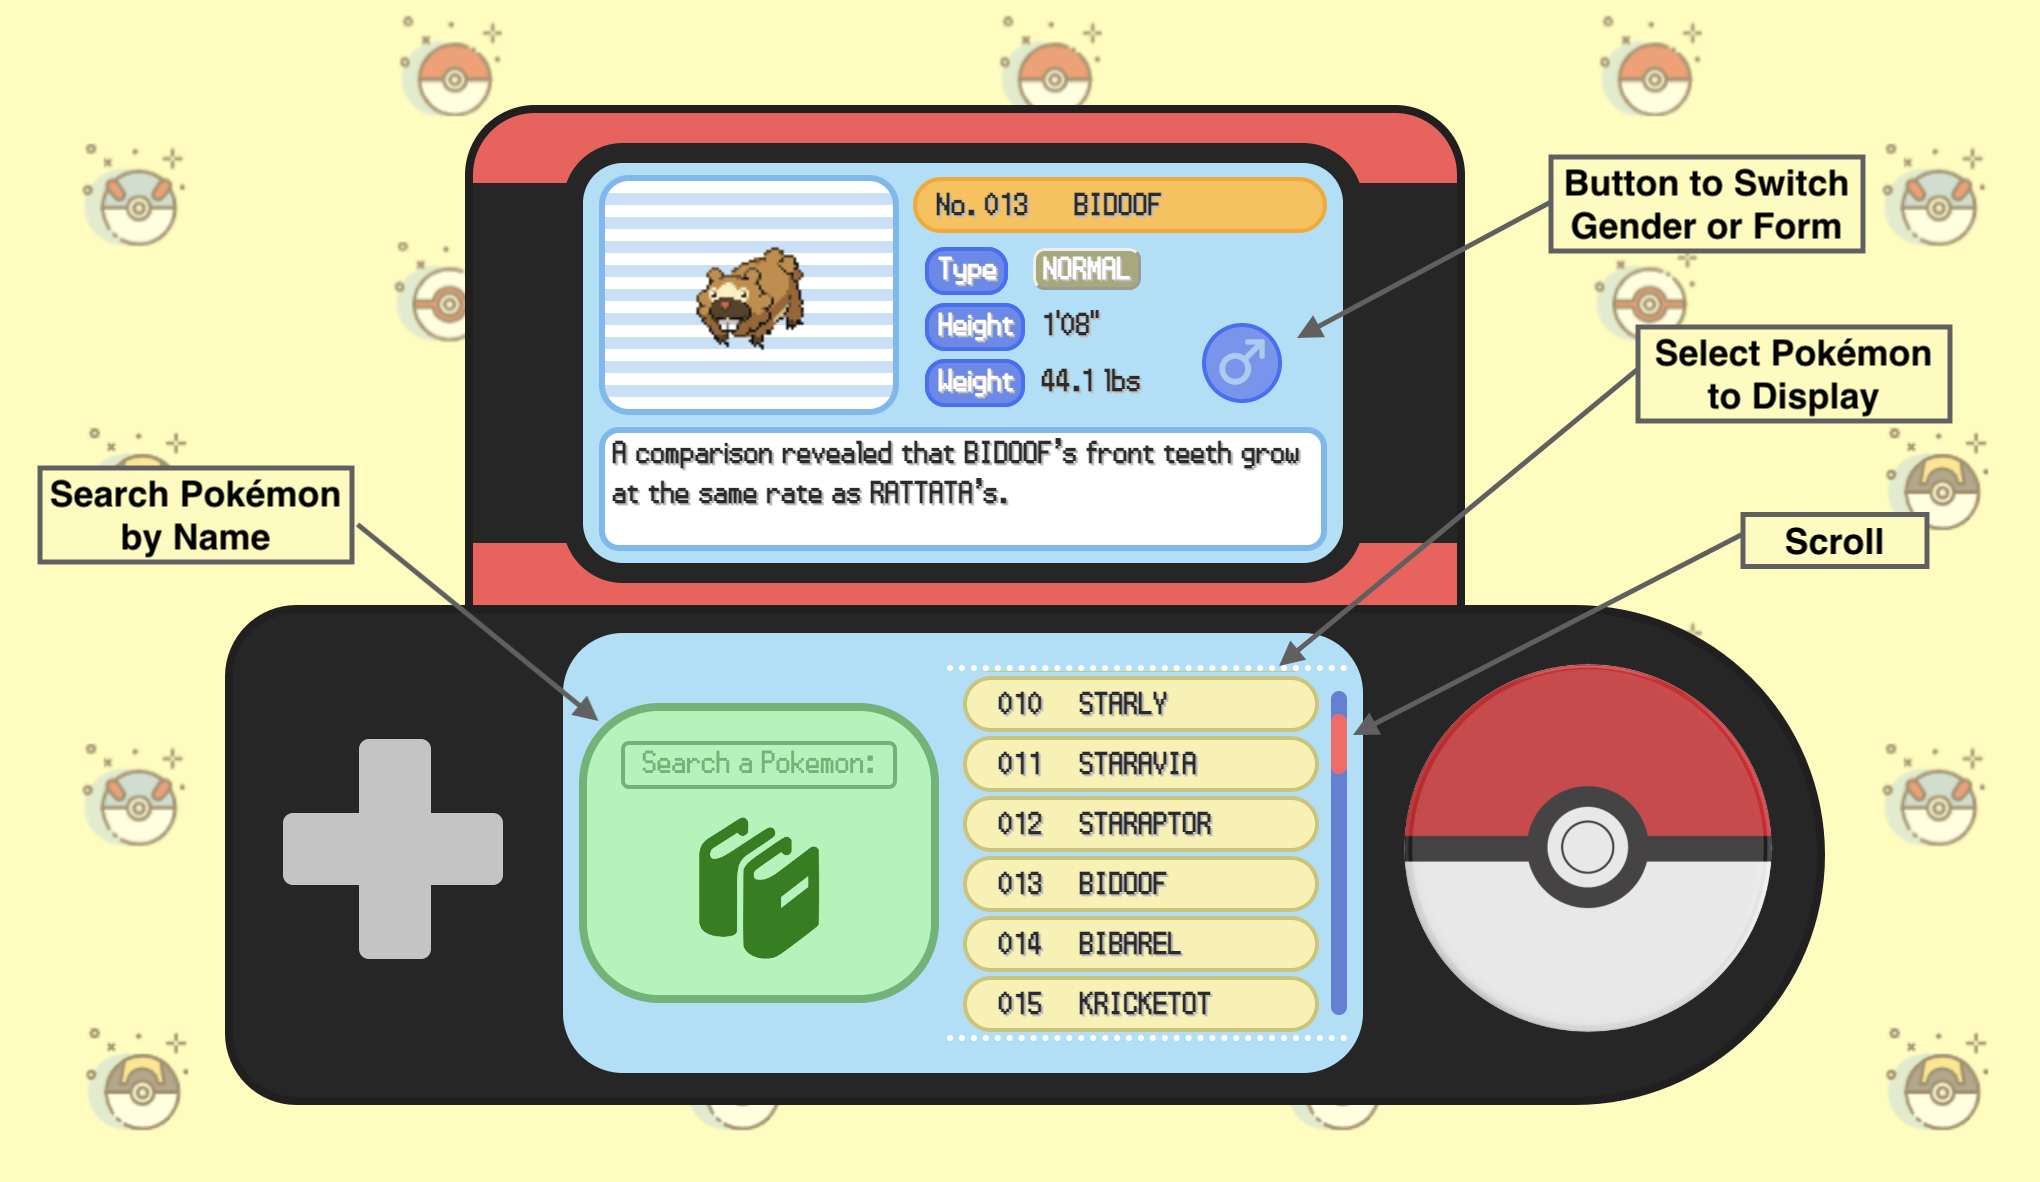 No. 013 BIDOOF
Type NORMAL
Height 1'08"
Weight 44.1 lbs
A comparison revealed that BIDOOF's front teeth grow
at the same rate as RATTATA's.
Button to Switch
Gender or Form
Select Pokémon
to Display
Search Pokémon
by Name
Scroll
Search a Pokemon:
010 STARLY
011 STARAVIA
012 STARAPTOR
013 BIDOOF
014 BIBAREL
015 KRICKETOT